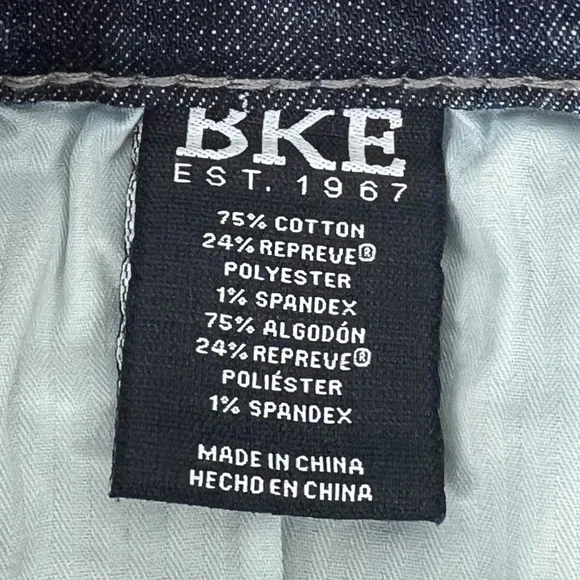 BKE
EST. 1967
75% COTTON
24% REPREVE®
POLYESTER
1% SPANDEX
75% ALGODÓN
24% REPREVE®
POLIÉSTER
1% SPANDEX
MADE IN CHINA
HECHO EN CHINA